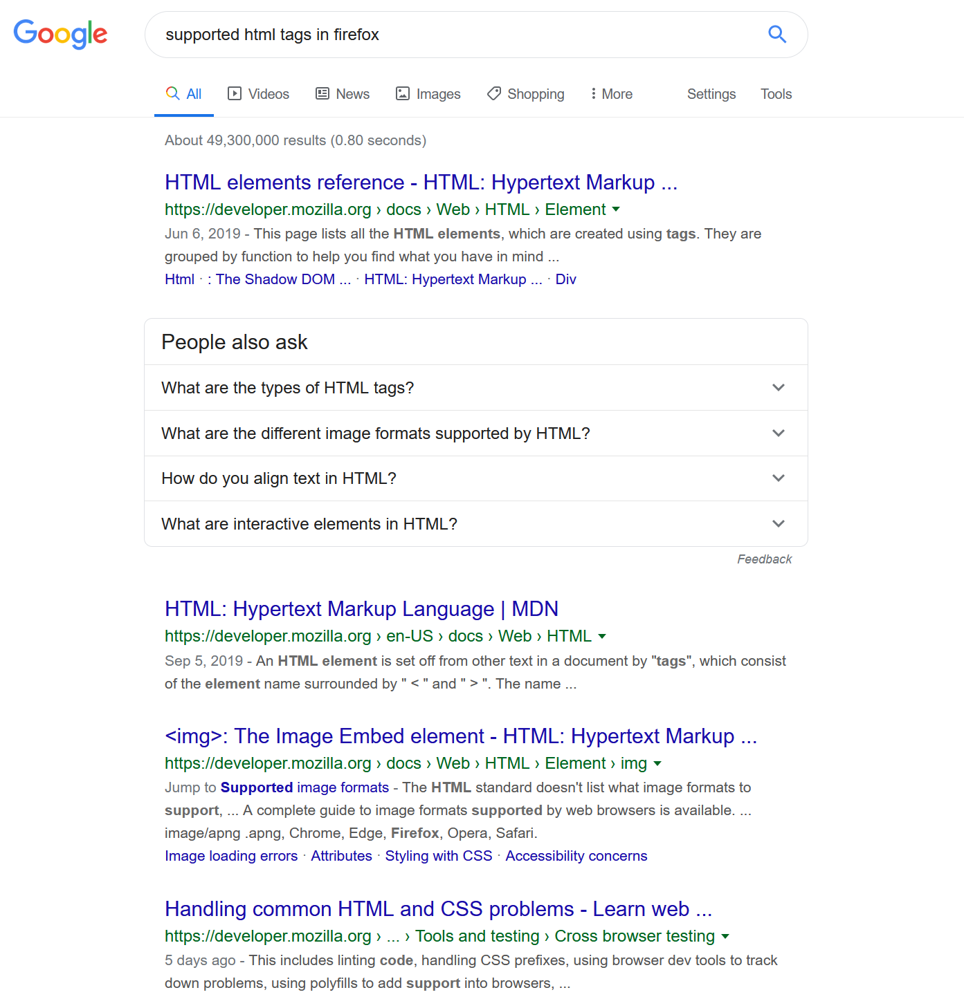 Google
supported html tags in firefox
All Videos News Images Shopping More Settings Tools
About 49,300,000 results (0.80 seconds)
HTML elements reference - HTML: Hypertext Markup ...
https://developer.mozilla.org › docs › Web › HTML › Element
Jun 6, 2019 - This page lists all the HTML elements, which are created using tags. They are
grouped by function to help you find what you have in mind ...
Html · : The Shadow DOM ... · HTML: Hypertext Markup ... · Div
People also ask
What are the types of HTML tags?
What are the different image formats supported by HTML?
How do you align text in HTML?
What are interactive elements in HTML?
Feedback
HTML: Hypertext Markup Language | MDN
https://developer.mozilla.org › en-US › docs › Web › HTML
Sep 5, 2019 - An HTML element is set off from other text in a document by "tags", which consist
of the element name surrounded by " < " and " > ". The name ...
<img>: The Image Embed element - HTML: Hypertext Markup ...
https://developer.mozilla.org › docs › Web › HTML › Element › img
Jump to Supported image formats - The HTML standard doesn't list what image formats to
support, ... A complete guide to image formats supported by web browsers is available. ...
image/apng .apng, Chrome, Edge, Firefox, Opera, Safari.
Image loading errors · Attributes · Styling with CSS · Accessibility concerns
Handling common HTML and CSS problems - Learn web ...
https://developer.mozilla.org › ... › Tools and testing › Cross browser testing
5 days ago - This includes linting code, handling CSS prefixes, using browser dev tools to track
down problems, using polyfills to add support into browsers, ...